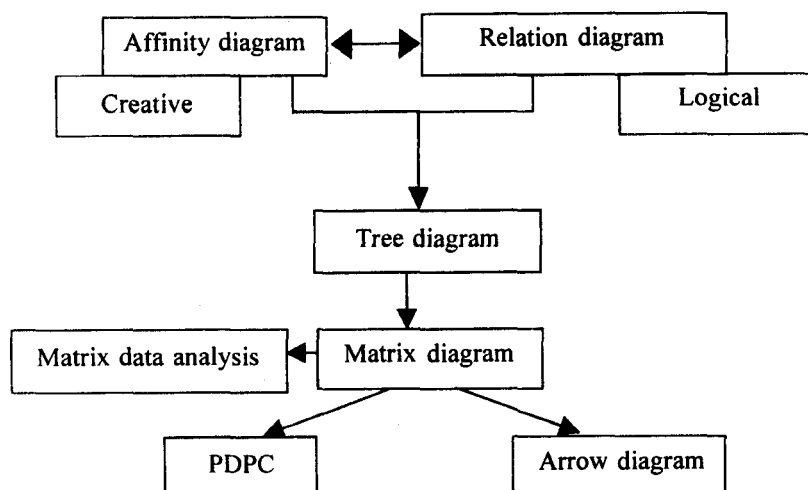 Affinity diagram
Relation diagram
Creative
Logical
Tree diagram
Matrix data analysis
Matrix diagram
PDPC
Arrow diagram